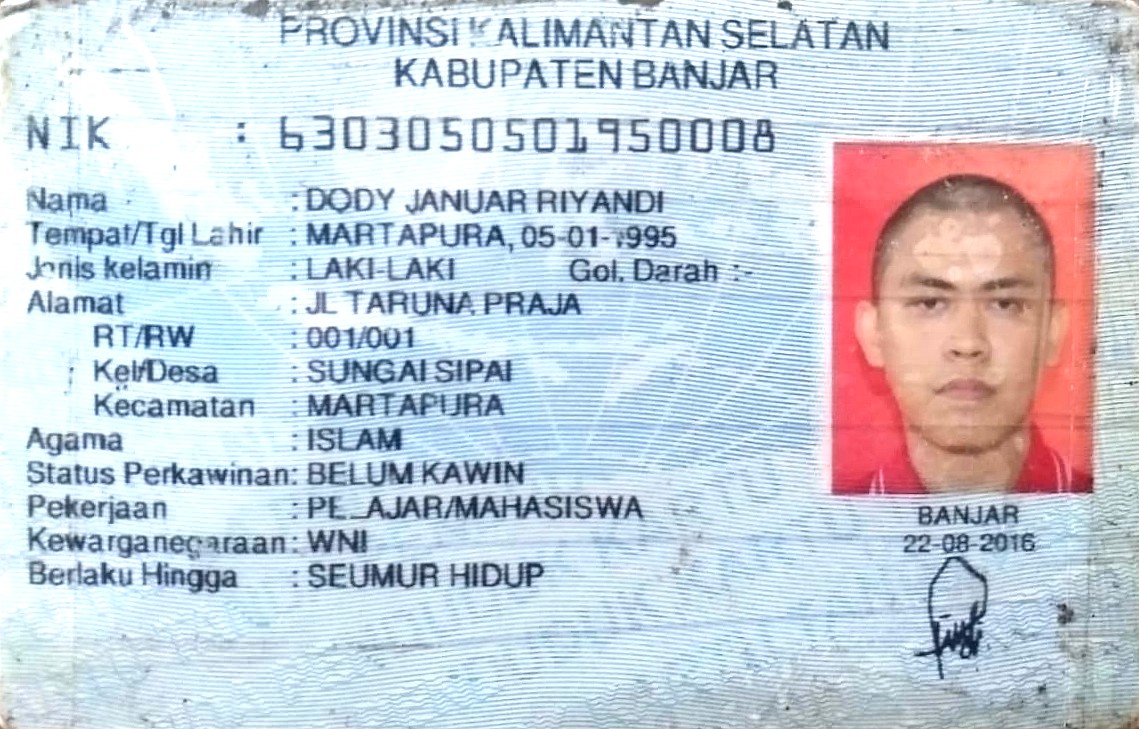 PROVINSI KALIMANTAN SELATAN
KABUPATEN BANJAR
NIK : 6303050501950008
Nama : DODY JANUAR RIYANDI
Tempat/Tgl Lahir : MARTAPURA, 05-01-1995
Jenis kelamin : LAKI-LAKI Gol. Darah : -
Alamat : JL TARUNA PRAJA
RT/RW : 001/001
Kel/Desa : SUNGAI SIPAI
Kecamatan : MARTAPURA
Agama : ISLAM
Status Perkawinan: BELUM KAWIN
Pekerjaan : PELAJAR/MAHASISWA
Kewarganegaraan: WNI
Berlaku Hingga : SEUMUR HIDUP
BANJAR
22-08-2016